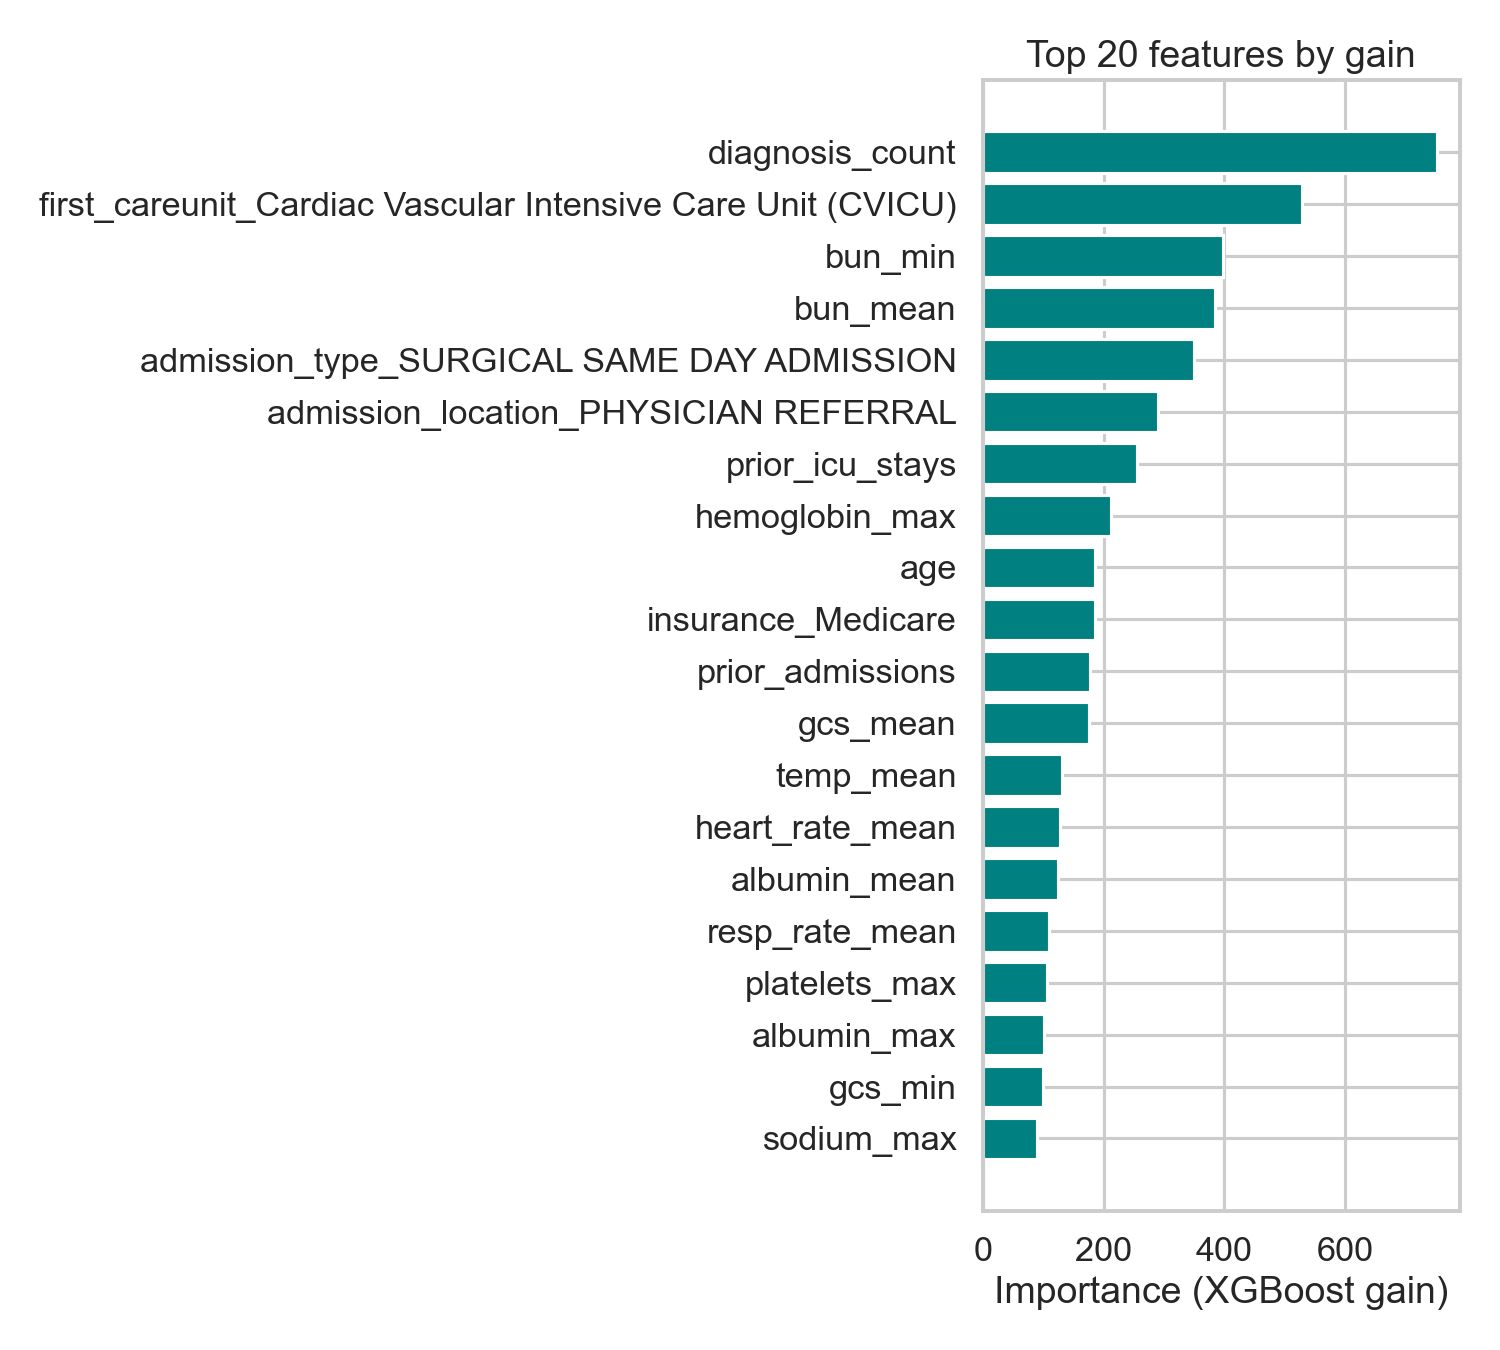 Top 20 features by gain
diagnosis_count
first_careunit_Cardiac Vascular Intensive Care Unit (CVICU)
bun_min
bun_mean
admission_type_SURGICAL SAME DAY ADMISSION
admission_location_PHYSICIAN REFERRAL
prior_icu_stays
hemoglobin_max
age
insurance_Medicare
prior_admissions
gcs_mean
temp_mean
heart_rate_mean
albumin_mean
resp_rate_mean
platelets_max
albumin_max
gcs_min
sodium_max
0 200 400 600
Importance (XGBoost gain)